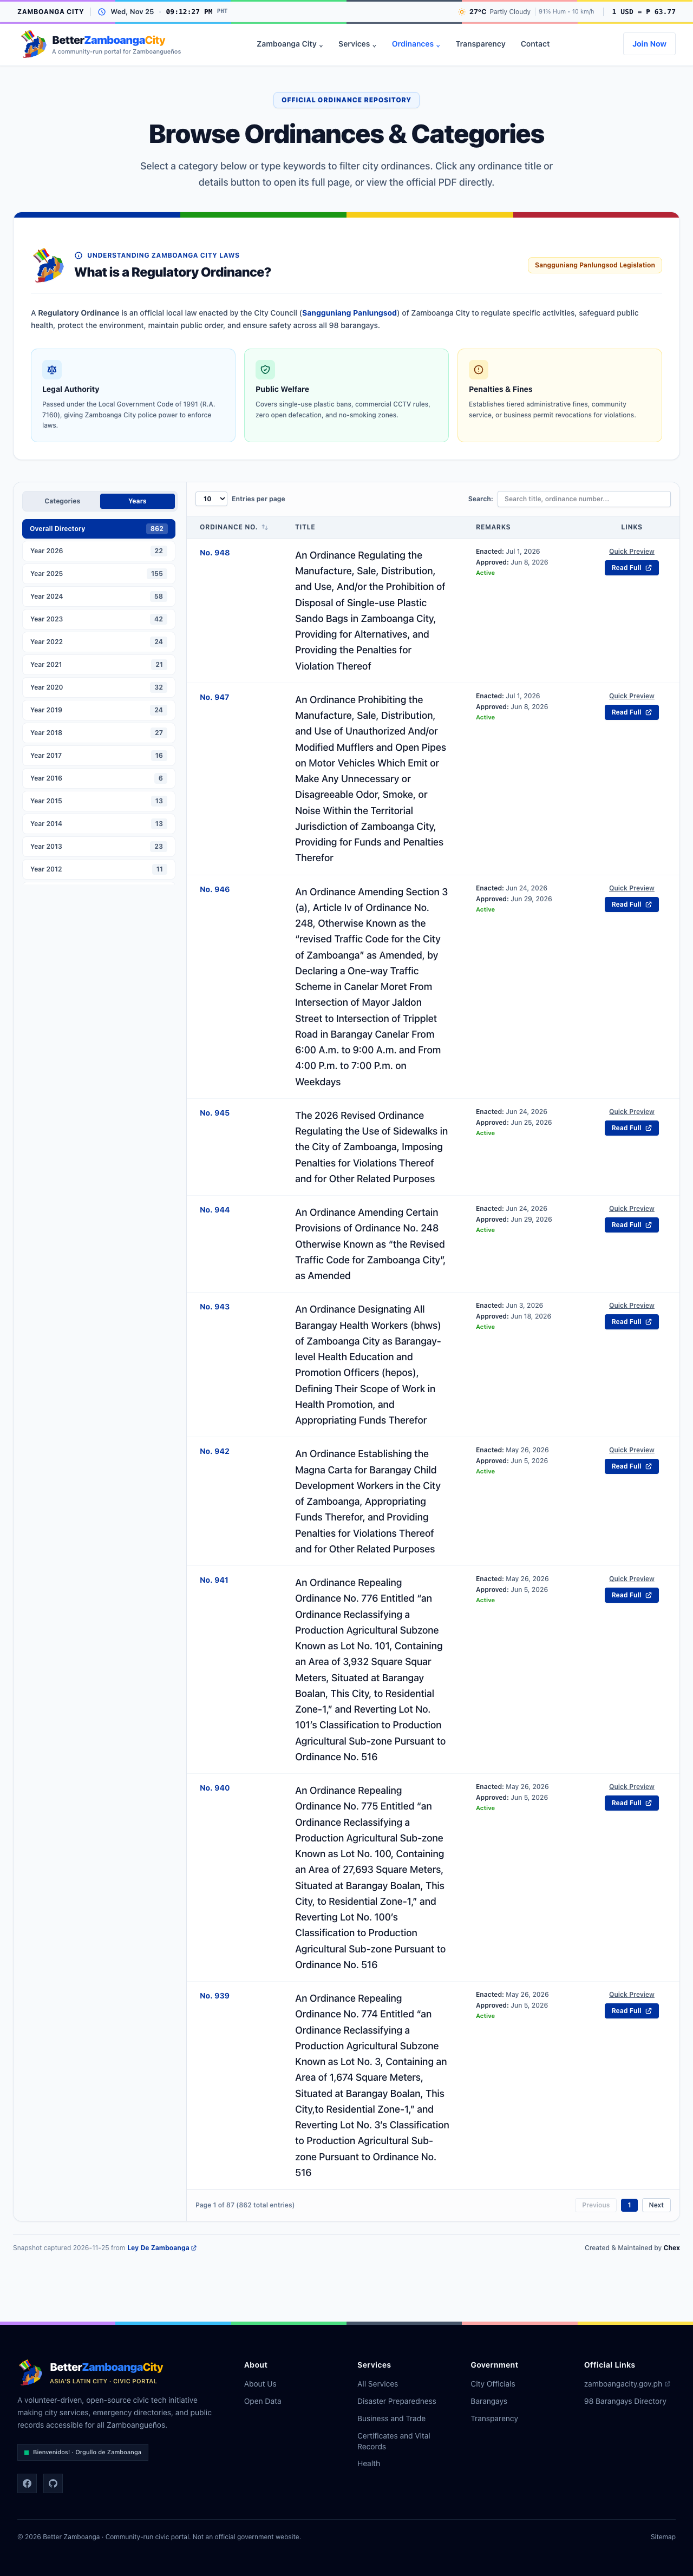 ZAMBOANGA CITY Wed, Nov 25 · 09:12:27 PM PHT 27°C Partly Cloudy 91% Hum • 10 km/h 1 USD = ₱ 63.77
BetterZamboangaCity
A community-run portal for Zamboangueños
Zamboanga City Services Ordinances Transparency Contact Join Now
OFFICIAL ORDINANCE REPOSITORY
Browse Ordinances & Categories
Select a category below or type keywords to filter city ordinances. Click any ordinance title or
details button to open its full page, or view the official PDF directly.
UNDERSTANDING ZAMBOANGA CITY LAWS
What is a Regulatory Ordinance?
Sangguniang Panlungsod Legislation
A Regulatory Ordinance is an official local law enacted by the City Council (Sangguniang Panlungsod) of Zamboanga City to regulate specific activities, safeguard public
health, protect the environment, maintain public order, and ensure safety across all 98 barangays.
Legal Authority
Passed under the Local Government Code of 1991 (R.A.
7160), giving Zamboanga City police power to enforce
laws.
Public Welfare
Covers single-use plastic bans, commercial CCTV rules,
zero open defecation, and no-smoking zones.
Penalties & Fines
Establishes tiered administrative fines, community
service, or business permit revocations for violations.
Categories Years
Overall Directory 862
Year 2026 22
Year 2025 155
Year 2024 58
Year 2023 42
Year 2022 24
Year 2021 21
Year 2020 32
Year 2019 24
Year 2018 27
Year 2017 16
Year 2016 6
Year 2015 13
Year 2014 13
Year 2013 23
Year 2012 11
10 Entries per page
Search: Search title, ordinance number...
ORDINANCE NO. TITLE REMARKS LINKS
No. 948
An Ordinance Regulating the
Manufacture, Sale, Distribution,
and Use, And/or the Prohibition of
Disposal of Single-use Plastic
Sando Bags in Zamboanga City,
Providing for Alternatives, and
Providing the Penalties for
Violation Thereof
Enacted: Jul 1, 2026
Approved: Jun 8, 2026
Active
Quick Preview
Read Full
No. 947
An Ordinance Prohibiting the
Manufacture, Sale, Distribution,
and Use of Unauthorized And/or
Modified Mufflers and Open Pipes
on Motor Vehicles Which Emit or
Make Any Unnecessary or
Disagreeable Odor, Smoke, or
Noise Within the Territorial
Jurisdiction of Zamboanga City,
Providing for Funds and Penalties
Therefor
Enacted: Jul 1, 2026
Approved: Jun 8, 2026
Active
Quick Preview
Read Full
No. 946
An Ordinance Amending Section 3
(a), Article Iv of Ordinance No.
248, Otherwise Known as the
“revised Traffic Code for the City
of Zamboanga” as Amended, by
Declaring a One-way Traffic
Scheme in Canelar Moret From
Intersection of Mayor Jaldon
Street to Intersection of Tripplet
Road in Barangay Canelar From
6:00 A.m. to 9:00 A.m. and From
4:00 P.m. to 7:00 P.m. on
Weekdays
Enacted: Jun 24, 2026
Approved: Jun 29, 2026
Active
Quick Preview
Read Full
No. 945
The 2026 Revised Ordinance
Regulating the Use of Sidewalks in
the City of Zamboanga, Imposing
Penalties for Violations Thereof
and for Other Related Purposes
Enacted: Jun 24, 2026
Approved: Jun 25, 2026
Active
Quick Preview
Read Full
No. 944
An Ordinance Amending Certain
Provisions of Ordinance No. 248
Otherwise Known as “the Revised
Traffic Code for Zamboanga City”,
as Amended
Enacted: Jun 24, 2026
Approved: Jun 29, 2026
Active
Quick Preview
Read Full
No. 943
An Ordinance Designating All
Barangay Health Workers (bhws)
of Zamboanga City as Barangay-
level Health Education and
Promotion Officers (hepos),
Defining Their Scope of Work in
Health Promotion, and
Appropriating Funds Therefor
Enacted: Jun 3, 2026
Approved: Jun 18, 2026
Active
Quick Preview
Read Full
No. 942
An Ordinance Establishing the
Magna Carta for Barangay Child
Development Workers in the City
of Zamboanga, Appropriating
Funds Therefor, and Providing
Penalties for Violations Thereof
and for Other Related Purposes
Enacted: May 26, 2026
Approved: Jun 5, 2026
Active
Quick Preview
Read Full
No. 941
An Ordinance Repealing
Ordinance No. 776 Entitled “an
Ordinance Reclassifying a
Production Agricultural Subzone
Known as Lot No. 101, Containing
an Area of 3,932 Square Squar
Meters, Situated at Barangay
Boalan, This City, to Residential
Zone-1,” and Reverting Lot No.
101’s Classification to Production
Agricultural Sub-zone Pursuant to
Ordinance No. 516
Enacted: May 26, 2026
Approved: Jun 5, 2026
Active
Quick Preview
Read Full
No. 940
An Ordinance Repealing
Ordinance No. 775 Entitled “an
Ordinance Reclassifying a
Production Agricultural Sub-zone
Known as Lot No. 100, Containing
an Area of 27,693 Square Meters,
Situated at Barangay Boalan, This
City, to Residential Zone-1,” and
Reverting Lot No. 100’s
Classification to Production
Agricultural Sub-zone Pursuant to
Ordinance No. 516
Enacted: May 26, 2026
Approved: Jun 5, 2026
Active
Quick Preview
Read Full
No. 939
An Ordinance Repealing
Ordinance No. 774 Entitled “an
Ordinance Reclassifying a
Production Agricultural Subzone
Known as Lot No. 3, Containing an
Area of 1,674 Square Meters,
Situated at Barangay Boalan, This
City,to Residential Zone-1,” and
Reverting Lot No. 3’s Classification
to Production Agricultural Sub-
zone Pursuant to Ordinance No.
516
Enacted: May 26, 2026
Approved: Jun 5, 2026
Active
Quick Preview
Read Full
Page 1 of 87 (862 total entries) Previous 1 Next
Snapshot captured 2026-11-25 from Ley De Zamboanga Created & Maintained by Chex
BetterZamboangaCity
ASIA'S LATIN CITY · CIVIC PORTAL
A volunteer-driven, open-source civic tech initiative
making city services, emergency directories, and public
records accessible for all Zamboangueños.
Bienvenidos! · Orgullo de Zamboanga
About
About Us
Open Data
Services
All Services
Disaster Preparedness
Business and Trade
Certificates and Vital
Records
Health
Government
City Officials
Barangays
Transparency
Official Links
zamboangacity.gov.ph
98 Barangays Directory
© 2026 Better Zamboanga · Community-run civic portal. Not an official government website. Sitemap